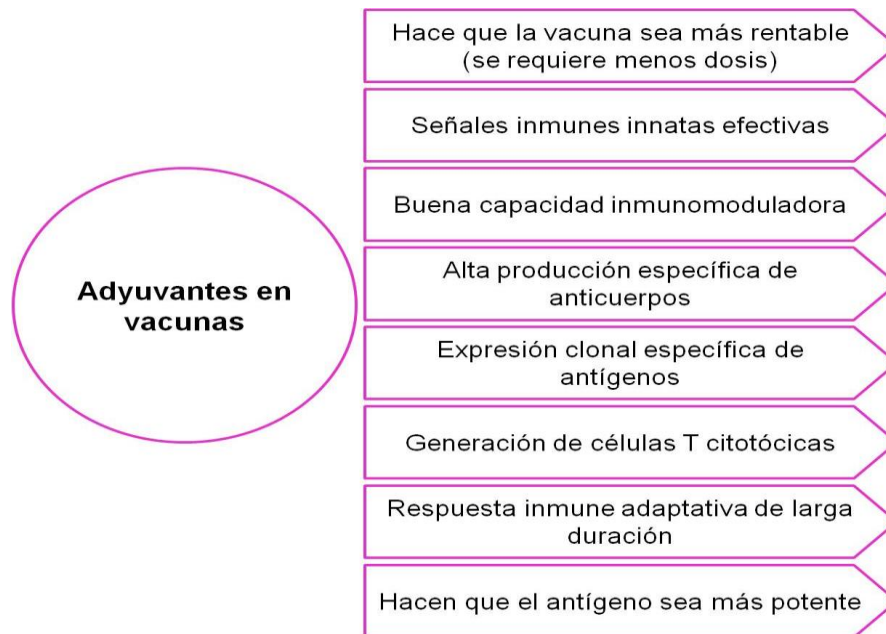 Hace que la vacuna sea más rentable
(se requiere menos dosis)
Señales inmunes innatas efectivas
Buena capacidad inmunomoduladora
Adyuvantes en
vacunas
Alta producción específica de
anticuerpos
Expresión clonal específica de
antígenos
Generación de células T citotócicas
Respuesta inmune adaptativa de larga
duración
Hacen que el antígeno sea más potente